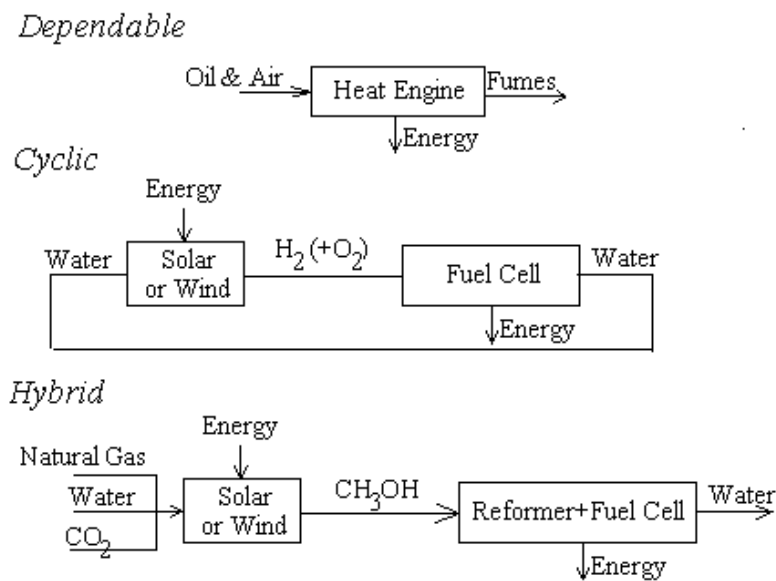 Dependable
Oil & Air
Heat Engine
Fumes
Energy
Cyclic
Energy
Water
Solar
or Wind
H₂ (+O₂)
Fuel Cell
Water
Energy
Hybrid
Energy
Natural Gas
Water
CO₂
Solar
or Wind
CH₃OH
Reformer+Fuel Cell
Water
Energy